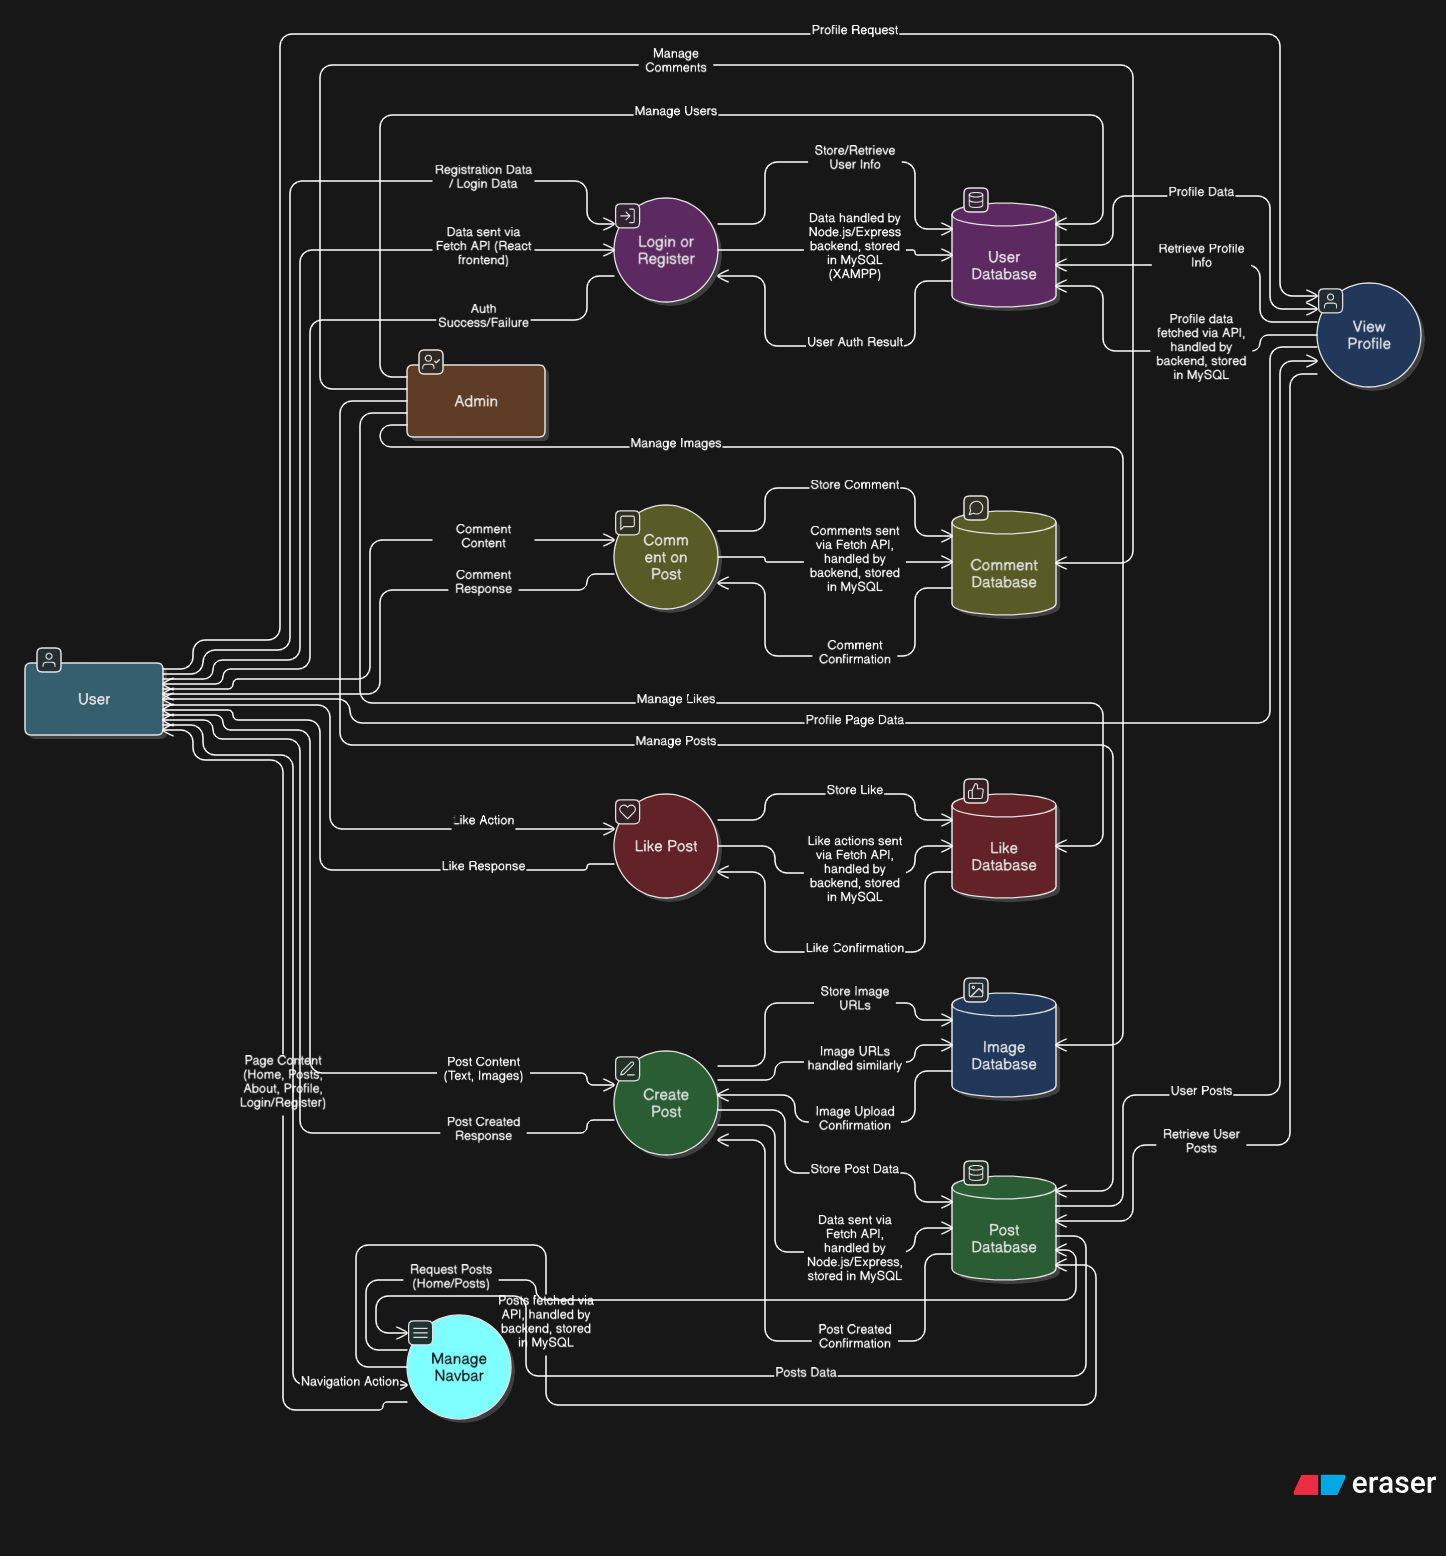 Profile Request
Manage
Comments
Manage Users
Store/Retrieve
User Info
Registration Data
/ Login Data
Profile Data
Data sent via
Fetch API (React
frontend)
Login or
Register
Data handled by
Node.js/Express
backend, stored
in MySQL
(XAMPP)
User
Database
Retrieve Profile
Info
Auth
Success/Failure
User Auth Result
Profile data
fetched via API,
handled by
backend, stored
in MySQL
View
Profile
Admin
Manage Images
Store Comment
Comment
Content
Comm
ent on
Post
Comments sent
via Fetch API,
handled by
backend, stored
in MySQL
Comment
Database
Comment
Response
Comment
Confirmation
User
Manage Likes
Profile Page Data
Manage Posts
Store Like
Like Action
Like Post
Like actions sent
via Fetch API,
handled by
backend, stored
in MySQL
Like
Database
Like Response
Like Confirmation
Store Image
URLs
Page Content
(Home, Posts,
About, Profile,
Login/Register)
Post Content
(Text, Images)
Image URLs
handled similarly
Image
Database
Create
Post
Post Created
Response
Image Upload
Confirmation
User Posts
Retrieve User
Posts
Store Post Data
Data sent via
Fetch API,
handled by
Node.js/Express,
stored in MySQL
Post
Database
Request Posts
(Home/Posts)
Posts fetched via
API, handled by
backend, stored
in MySQL
Post Created
Confirmation
Manage
Navbar
Posts Data
Navigation Action
eraser